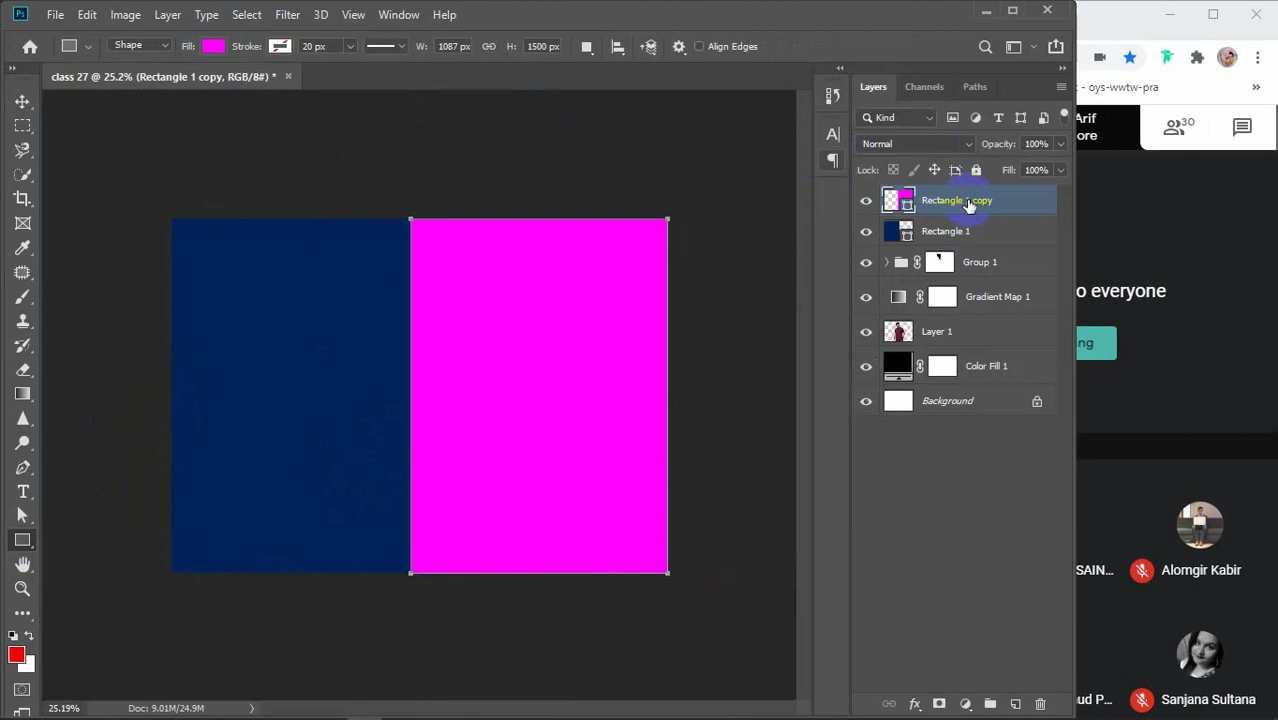 Ps File Edit Image Layer Type Select Filter 3D View Window Help
Shape Fill: Stroke: 20 px W: 1087 px H: 1500 px Align Edges
class 27 @ 25.2% (Rectangle 1 copy, RGB/8#) *
Layers Channels Paths
Kind
Normal Opacity: 100%
Lock: Fill: 100%
Rectangle 1 copy
Rectangle 1
Group 1
Gradient Map 1
Layer 1
Color Fill 1
Background
25.19% Doc: 9.01M/24.9M
- oys-wwtw-pra
Arif
ore
30
o everyone
ng
SAIN...
Alomgir Kabir
ud P...
Sanjana Sultana